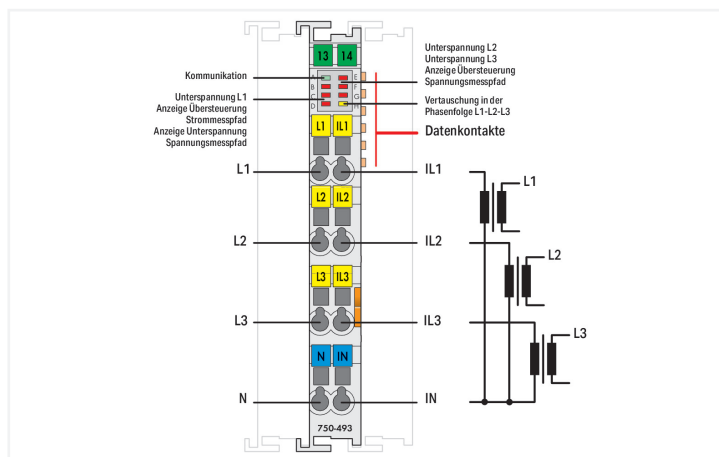 13 14
Kommunikation
Unterspannung L1
Anzeige Übersteuerung
Strommesspfad
Anzeige Unterspannung
Spannungsmesspfad
A
B
C
D
E
F
G
H
Unterspannung L2
Unterspannung L3
Anzeige Übersteuerung
Spannungsmesspfad
Vertauschung in der
Phasenfolge L1-L2-L3
Datenkontakte
L1 IL1
L1
IL1
L1
L2 IL2
L2
IL2
L2
L3 IL3
L3
IL3
L3
N IN
N
IN
750-493